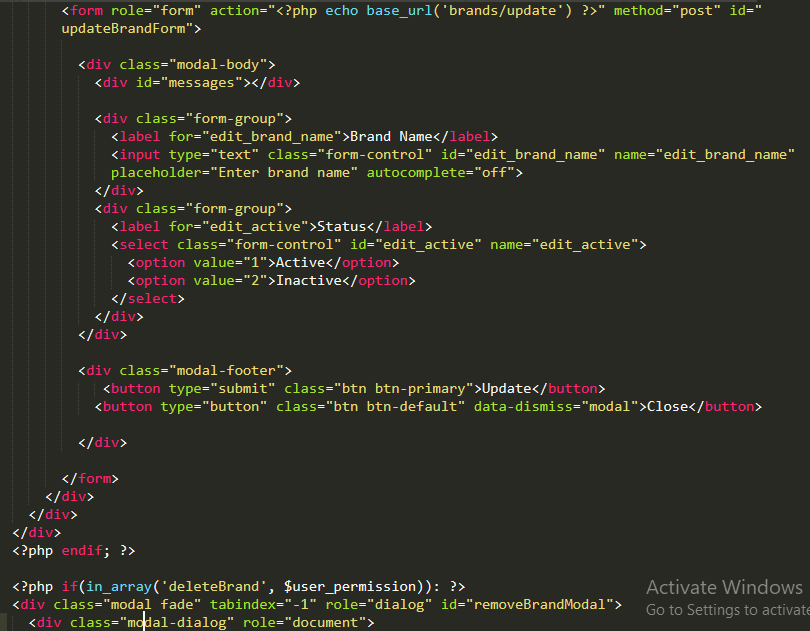 <form role="form" action="<?php echo base_url('brands/update') ?>" method="post" id="
updateBrandForm">
<div class="modal-body">
<div id="messages"></div>
<div class="form-group">
<label for="edit_brand_name">Brand Name</label>
<input type="text" class="form-control" id="edit_brand_name" name="edit_brand_name"
placeholder="Enter brand name" autocomplete="off">
</div>
<div class="form-group">
<label for="edit_active">Status</label>
<select class="form-control" id="edit_active" name="edit_active">
<option value="1">Active</option>
<option value="2">Inactive</option>
</select>
</div>
</div>
<div class="modal-footer">
<button type="submit" class="btn btn-primary">Update</button>
<button type="button" class="btn btn-default" data-dismiss="modal">Close</button>
</div>
</form>
</div>
</div>
</div>
<?php endif; ?>
<?php if(in_array('deleteBrand', $user_permission)): ?>
<div class="modal fade" tabindex="-1" role="dialog" id="removeBrandModal">
<div class="modal-dialog" role="document">
Activate Windows
Go to Settings to activate